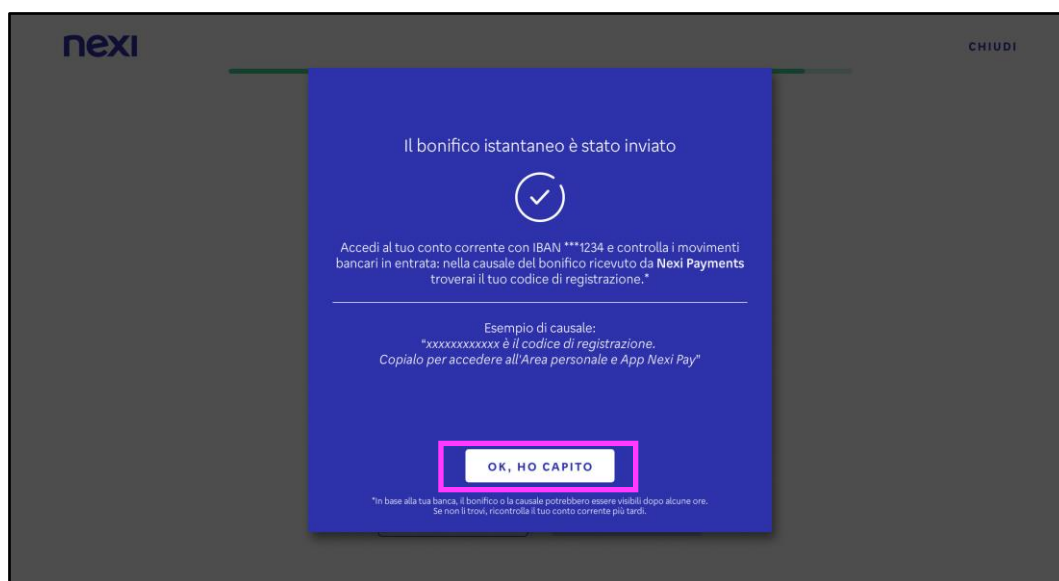 nexi
CHIUDI
Il bonifico istantaneo è stato inviato
Accedi al tuo conto corrente con IBAN ***1234 e controlla i movimenti
bancari in entrata: nella causale del bonifico ricevuto da Nexi Payments
troverai il tuo codice di registrazione.*
Esempio di causale:
"xxxxxxxxxxxx è il codice di registrazione.
Copíalo per accedere all'Area personale e App Nexi Pay"
OK, HO CAPITO
*In base alla tua banca, il bonifico o la causale potrebbero essere visibili dopo alcune ore.
Se non li trovi, ricontrolla il tuo conto corrente più tardi.